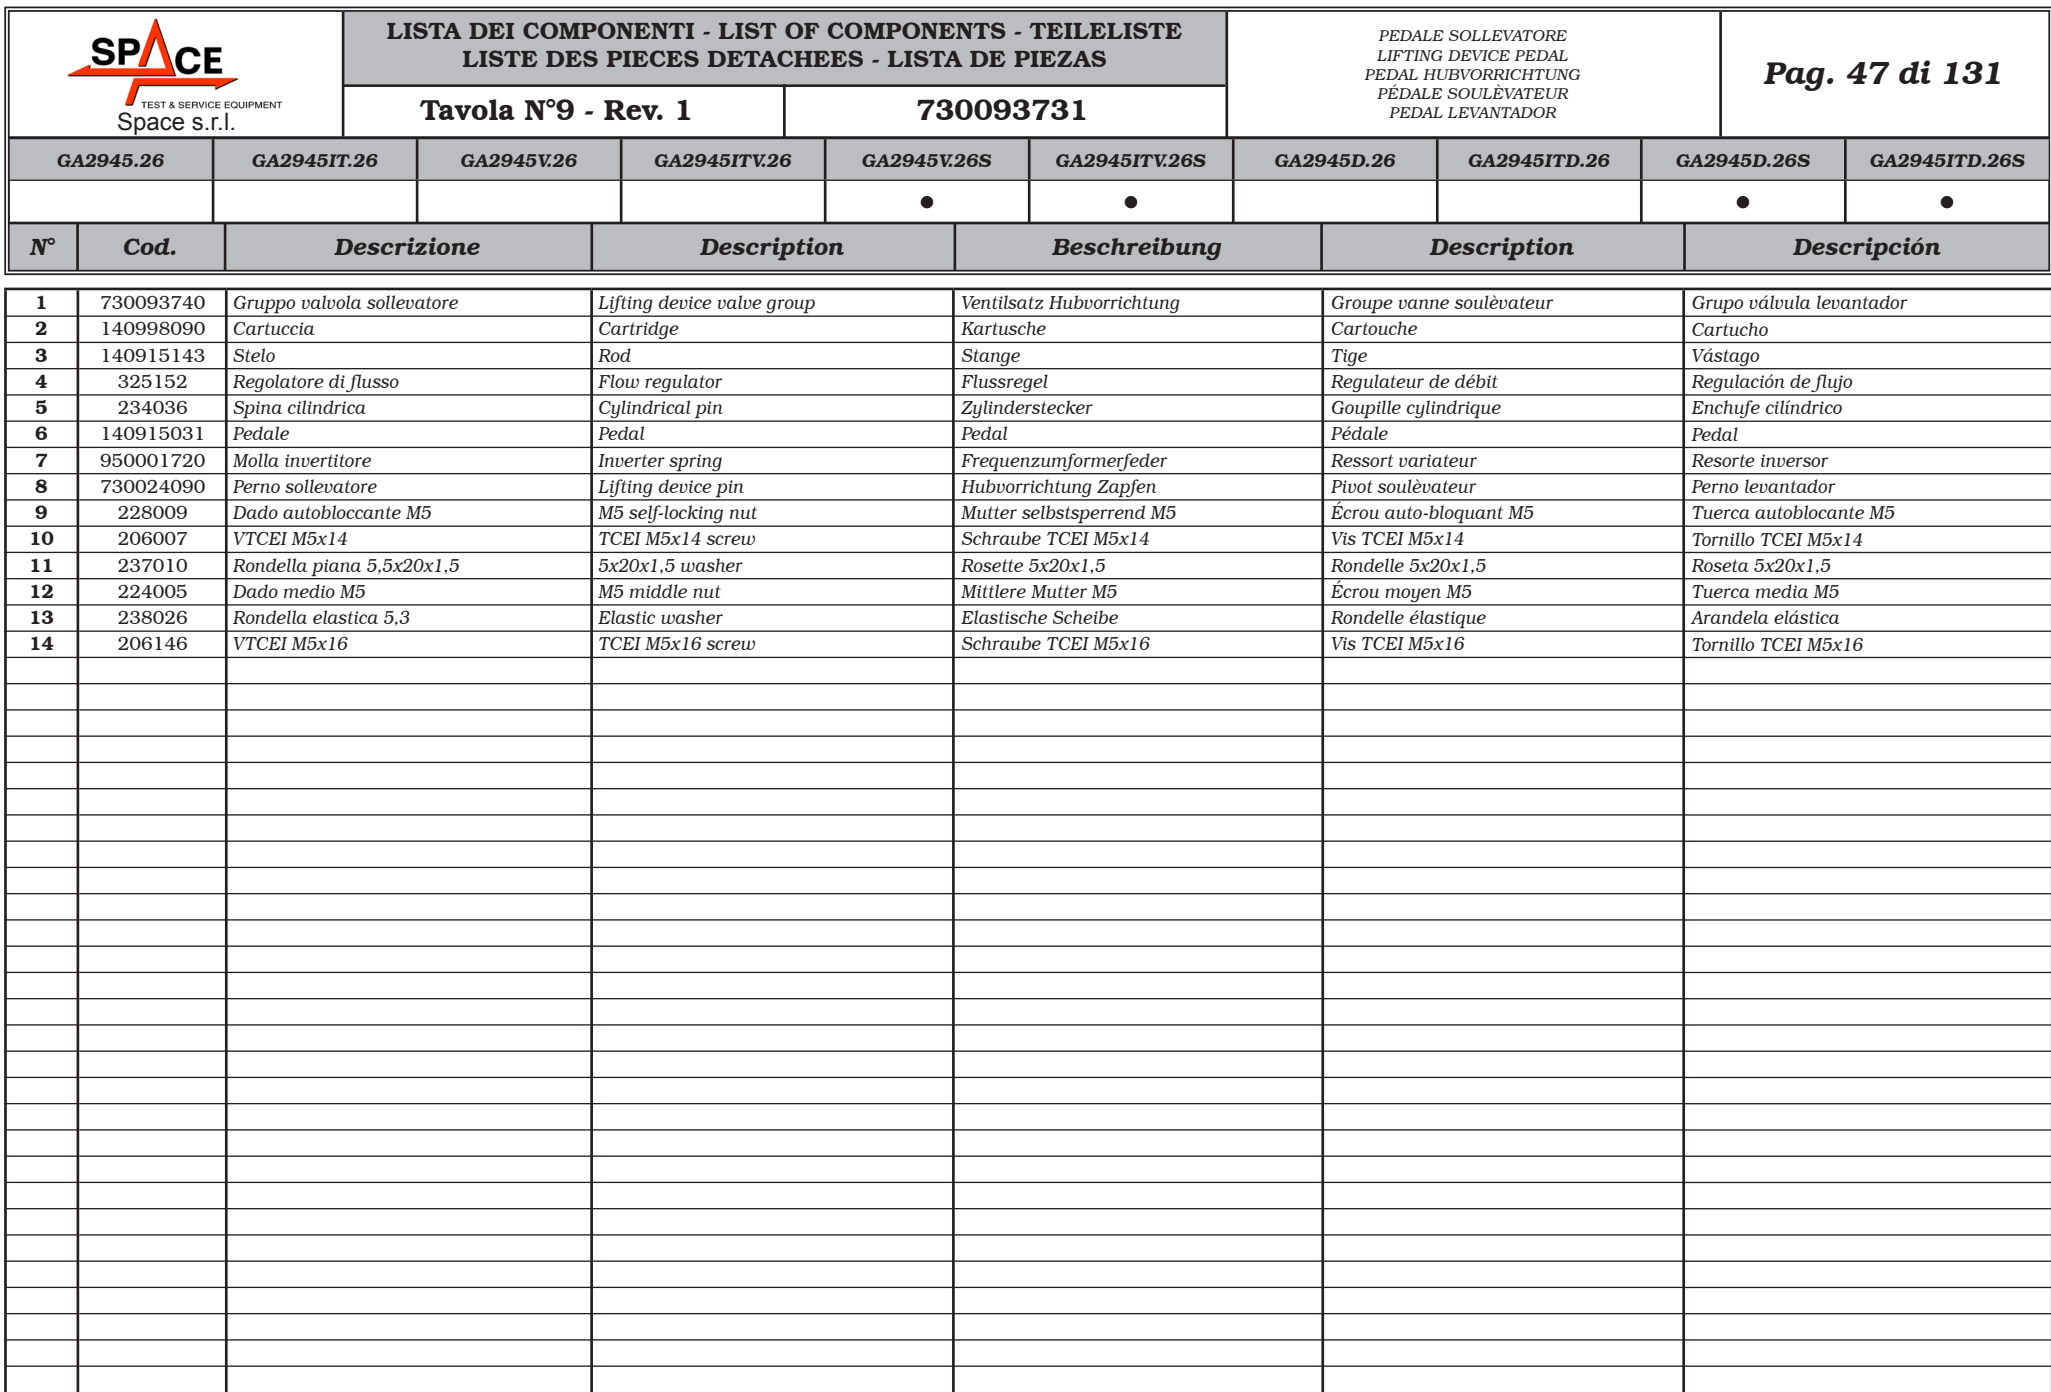 SPACE
TEST & SERVICE EQUIPMENT
Space s.r.l.
LISTA DEI COMPONENTI - LIST OF COMPONENTS - TEILELISTE
LISTE DES PIECES DETACHEES - LISTA DE PIEZAS
Tavola N°9 - Rev. 1 730093731
PEDALE SOLLEVATORE
LIFTING DEVICE PEDAL
PEDAL HUBVORRICHTUNG
PÉDALE SOULÈVATEUR
PEDAL LEVANTADOR
Pag. 47 di 131
GA2945.26 GA2945IT.26 GA2945V.26 GA2945ITV.26 GA2945V.26S GA2945ITV.26S GA2945D.26 GA2945ITD.26 GA2945D.26S GA2945ITD.26S
● ● ● ●
N° Cod. Descrizione Description Beschreibung Description Descripción
1 730093740 Gruppo valvola sollevatore Lifting device valve group Ventilsatz Hubvorrichtung Groupe vanne soulèvateur Grupo válvula levantador
2 140998090 Cartuccia Cartridge Kartusche Cartouche Cartucho
3 140915143 Stelo Rod Stange Tige Vástago
4 325152 Regolatore di flusso Flow regulator Flussregel Regulateur de débit Regulación de flujo
5 234036 Spina cilindrica Cylindrical pin Zylinderstecker Goupille cylindrique Enchufe cilíndrico
6 140915031 Pedale Pedal Pedal Pédale Pedal
7 950001720 Molla invertitore Inverter spring Frequenzumformerfeder Ressort variateur Resorte inversor
8 730024090 Perno sollevatore Lifting device pin Hubvorrichtung Zapfen Pivot soulèvateur Perno levantador
9 228009 Dado autobloccante M5 M5 self-locking nut Mutter selbstsperrend M5 Écrou auto-bloquant M5 Tuerca autoblocante M5
10 206007 VTCEI M5x14 TCEI M5x14 screw Schraube TCEI M5x14 Vis TCEI M5x14 Tornillo TCEI M5x14
11 237010 Rondella piana 5,5x20x1,5 5x20x1,5 washer Rosette 5x20x1,5 Rondelle 5x20x1,5 Roseta 5x20x1,5
12 224005 Dado medio M5 M5 middle nut Mittlere Mutter M5 Écrou moyen M5 Tuerca media M5
13 238026 Rondella elastica 5,3 Elastic washer Elastische Scheibe Rondelle élastique Arandela elástica
14 206146 VTCEI M5x16 TCEI M5x16 screw Schraube TCEI M5x16 Vis TCEI M5x16 Tornillo TCEI M5x16